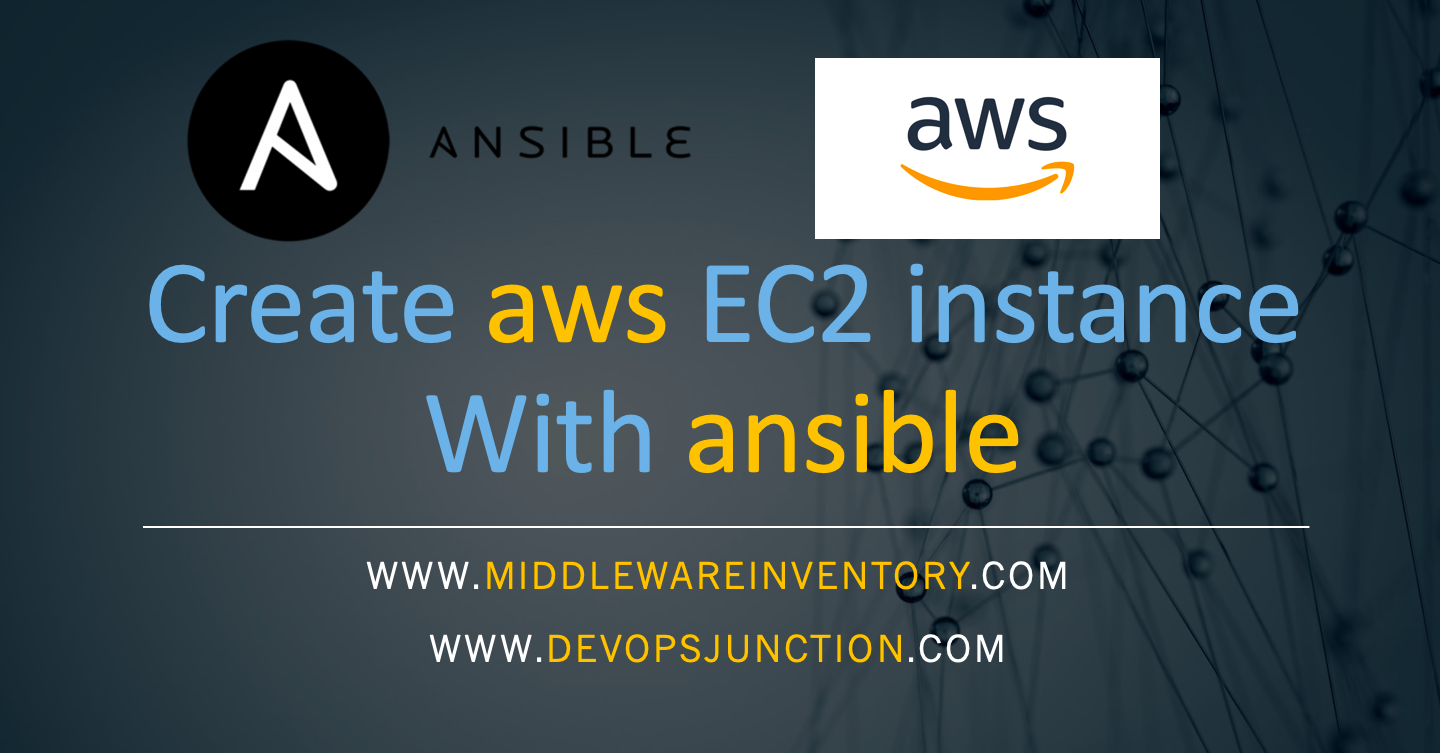 ANSIBLE
aws
Create aws EC2 instance
With ansible
WWW.MIDDLEWAREINVENTORY.COM
WWW.DEVOPSJUNCTION.COM